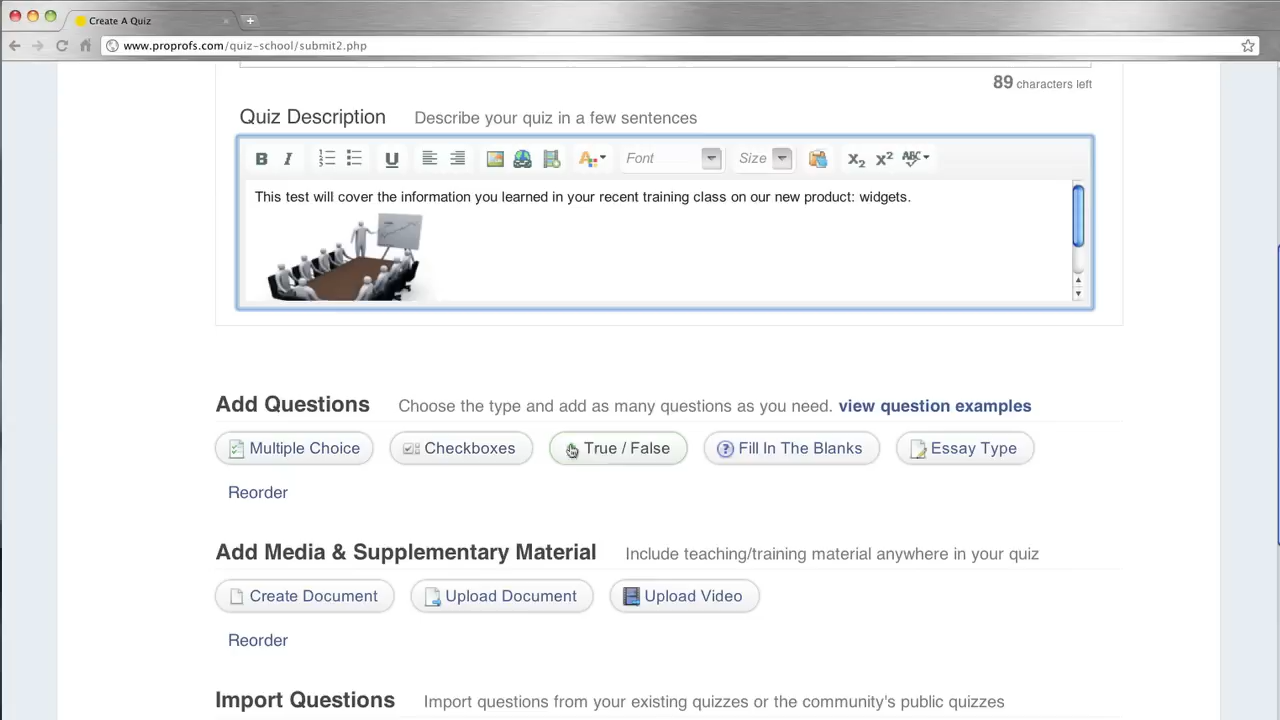 Create A Quiz
www.proprofs.com/quiz-school/submit2.php
89 characters left
Quiz Description Describe your quiz in a few sentences
B I U A Font Size X2 X2 ABC
This test will cover the information you learned in your recent training class on our new product: widgets.
Add Questions Choose the type and add as many questions as you need. view question examples
Multiple Choice Checkboxes True / False Fill In The Blanks Essay Type
Reorder
Add Media & Supplementary Material Include teaching/training material anywhere in your quiz
Create Document Upload Document Upload Video
Reorder
Import Questions Import questions from your existing quizzes or the community's public quizzes